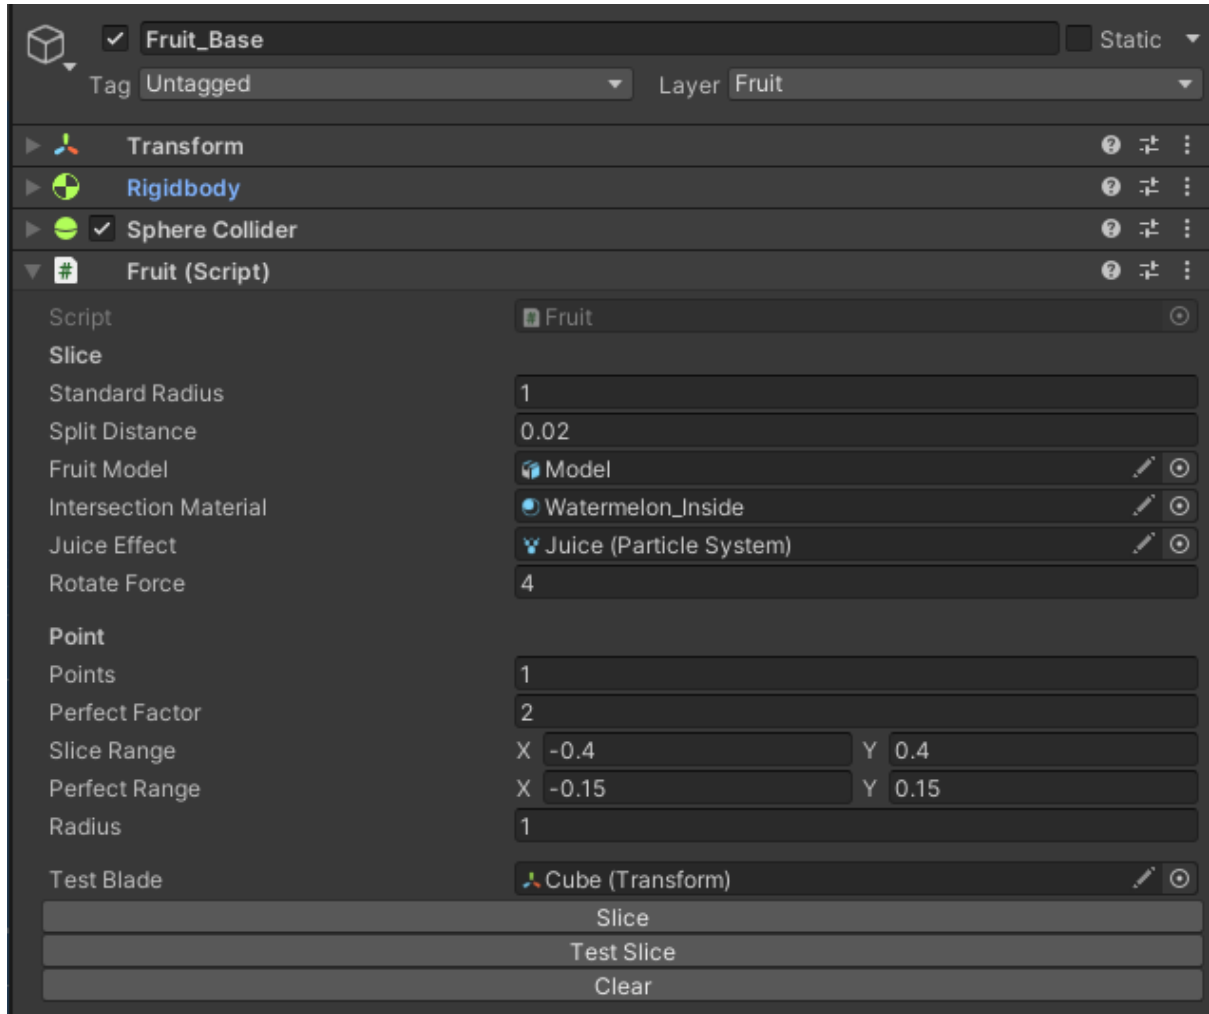 Fruit_Base Static
Tag Untagged Layer Fruit
Transform
Rigidbody
Sphere Collider
# Fruit (Script)
Script # Fruit
Slice
Standard Radius 1
Split Distance 0.02
Fruit Model Model
Intersection Material Watermelon_Inside
Juice Effect Juice (Particle System)
Rotate Force 4
Point
Points 1
Perfect Factor 2
Slice Range X -0.4 Y 0.4
Perfect Range X -0.15 Y 0.15
Radius 1
Test Blade Cube (Transform)
Slice
Test Slice
Clear